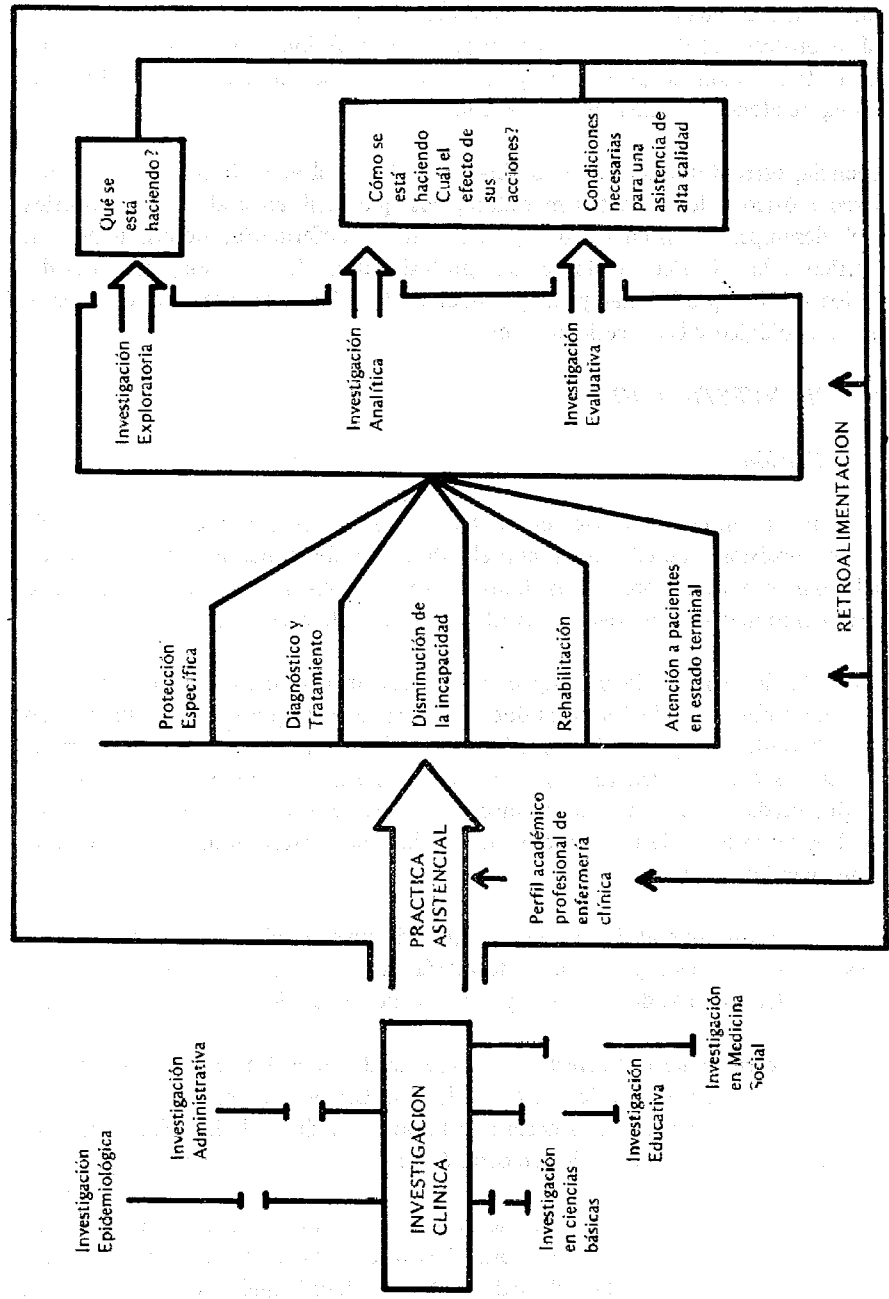 Investigación
Epidemiológica
Investigación
Administrativa
INVESTIGACION
CLINICA
Investigación
en ciencias
básicas
Investigación
Educativa
Investigación
en Medicina
Social
PRACTICA
ASISTENCIAL
Perfil académico
profesional de
enfermería
clínica
Protección
Específica
Diagnóstico y
Tratamiento
Disminución de
la incapacidad
Rehabilitación
Atención a pacientes
en estado terminal
RETROALIMENTACION
Investigación
Exploratoria
Investigación
Analítica
Investigación
Evaluativa
Qué se
está
haciendo?
Cómo se
está
haciendo
Cuál el
efecto de
sus
acciones?
Condiciones
necesarias
para una
asistencia de
alta calidad